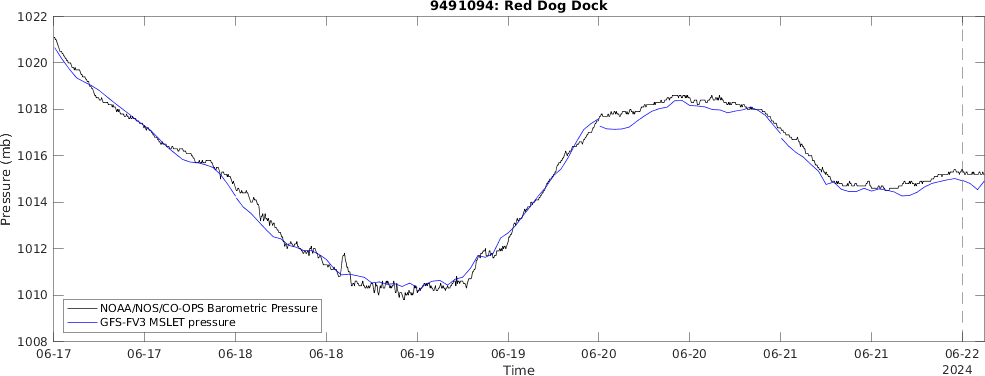 9491094: Red Dog Dock
Pressure (mb)
1022
1020
1018
1016
1014
1012
1010
1008
NOAA/NOS/CO-OPS Barometric Pressure
GFS-FV3 MSLET pressure
06-17 06-17 06-18 06-18 06-19 06-19 06-20 06-20 06-21 06-21 06-22
Time 2024